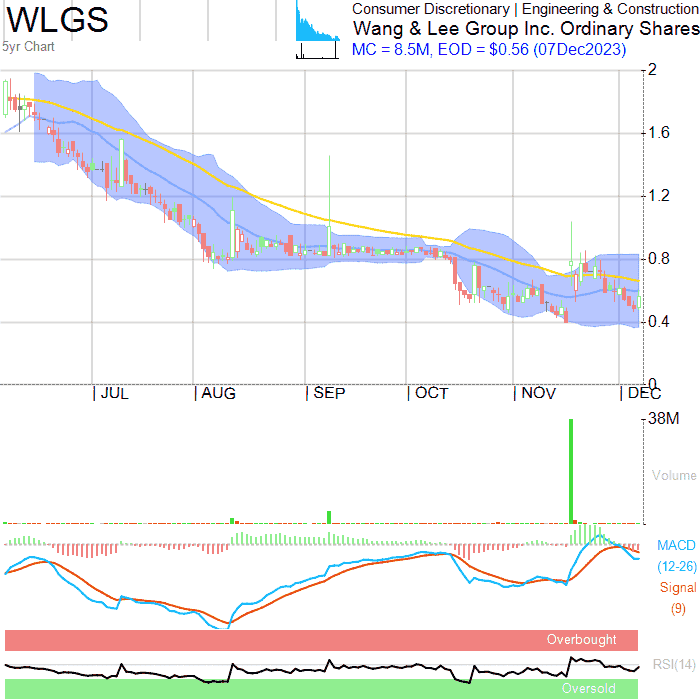 WLGS
5yr Chart
Consumer Discretionary | Engineering & Construction
Wang & Lee Group Inc. Ordinary Shares
MC = 8.5M, EOD = $0.56 (07Dec2023)
2
1.6
1.2
0.8
0.4
0
JUL AUG SEP OCT NOV DEC
38M
Volume
MACD
(12-26)
Signal
(9)
Overbought
RSI(14)
Oversold